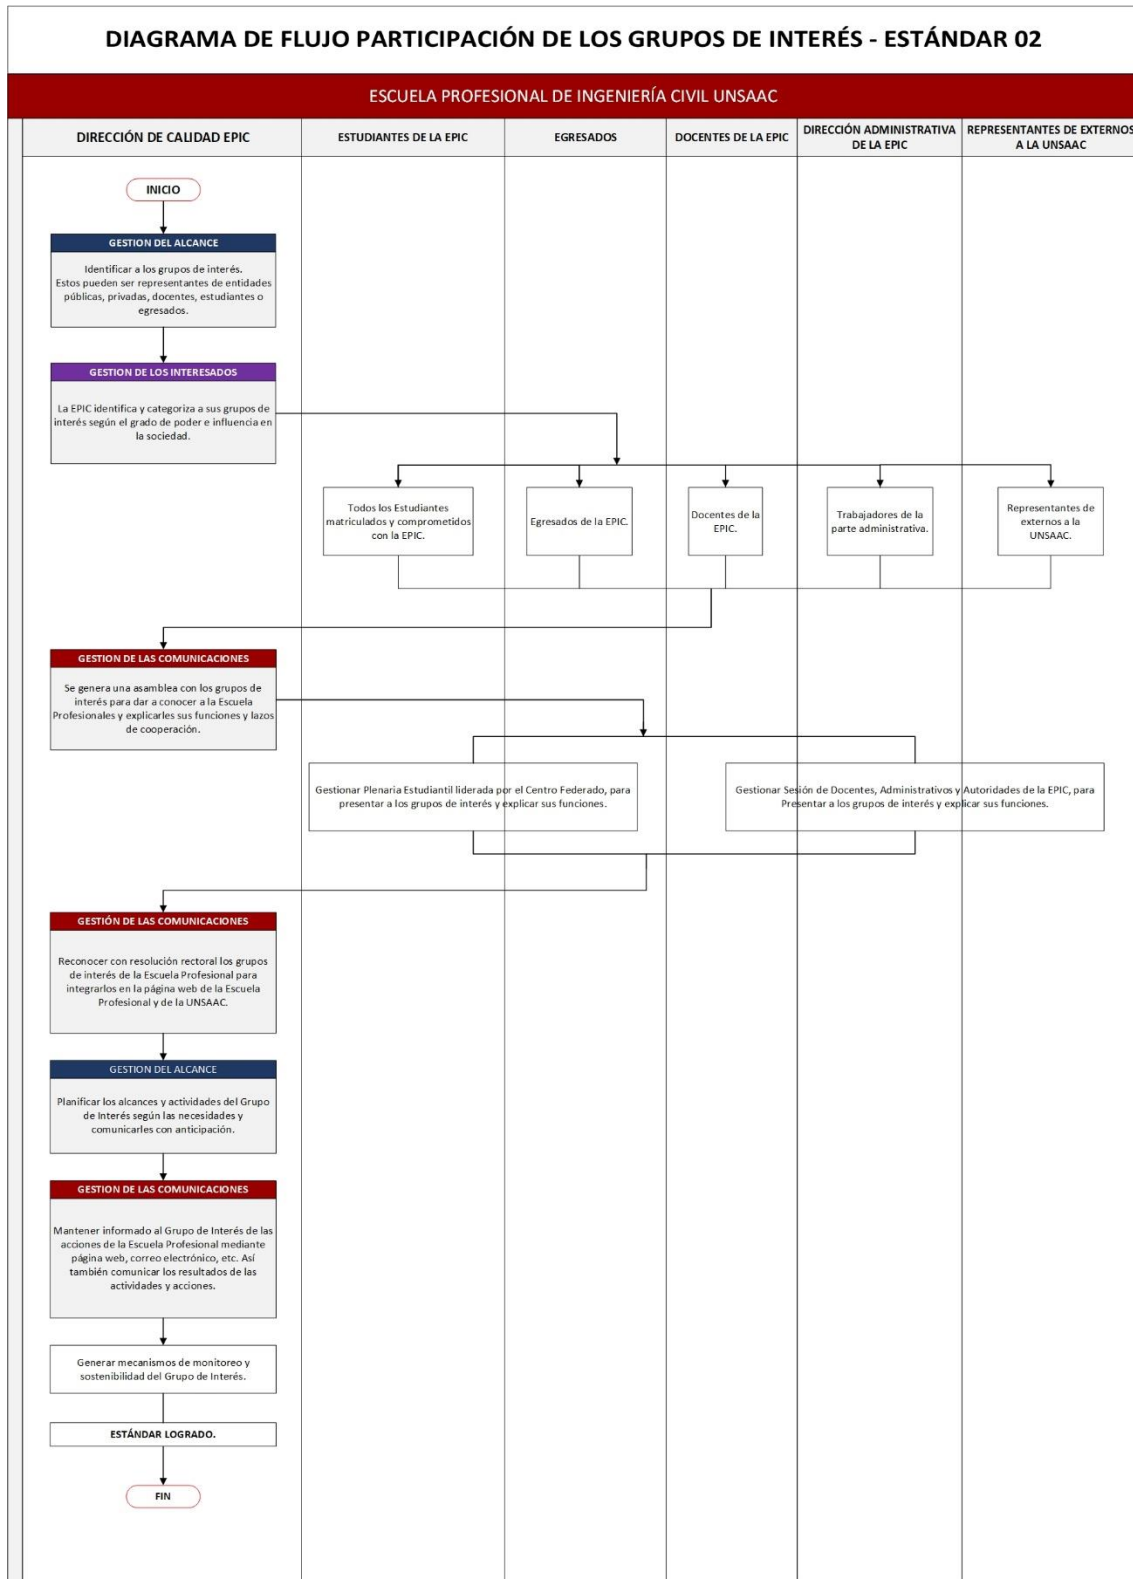 DIAGRAMA DE FLUJO PARTICIPACIÓN DE LOS GRUPOS DE INTERÉS - ESTÁNDAR 02
ESCUELA PROFESIONAL DE INGENIERÍA CIVIL UNSAAC
DIRECCIÓN DE CALIDAD EPIC
ESTUDIANTES DE LA EPIC
EGRESADOS
DOCENTES DE LA EPIC
DIRECCIÓN ADMINISTRATIVA
DE LA EPIC
REPRESENTANTES DE EXTERNOS
A LA UNSAAC
INICIO
GESTION DEL ALCANCE
Identificar a los grupos de interés.
Estos pueden ser representantes de entidades
públicas, privadas, docentes, estudiantes o
egresados.
GESTION DE LOS INTERESADOS
La EPIC identifica y categoriza a sus grupos de
interés según el grado de poder e influencia en
la sociedad.
Todos los Estudiantes
matriculados y comprometidos
con la EPIC.
Egresados de la EPIC.
Docentes de la
EPIC.
Trabajadores de la
parte administrativa.
Representantes de
externos a la
UNSAAC.
GESTION DE LAS COMUNICACIONES
Se genera una asamblea con los grupos de
interés para dar a conocer a la Escuela
Profesionales y explicarles sus funciones y lazos
de cooperación.
Gestionar Plenaria Estudiantil liderada por el Centro Federado, para
presentar a los grupos de interés y explicar sus funciones.
Gestionar Sesión de Docentes, Administrativos y Autoridades de la EPIC, para
Presentar a los grupos de interés y explicar sus funciones.
GESTIÓN DE LAS COMUNICACIONES
Reconocer con resolución rectoral los grupos
de interés de la Escuela Profesional para
integrarlos en la página web de la Escuela
Profesional y de la UNSAAC.
GESTION DEL ALCANCE
Planificar los alcances y actividades del Grupo
de Interés según las necesidades y
comunicarles con anticipación.
GESTION DE LAS COMUNICACIONES
Mantener informado al Grupo de Interés de las
acciones de la Escuela Profesional mediante
página web, correo electrónico, etc. Así
también comunicar los resultados de las
actividades y acciones.
Generar mecanismos de monitoreo y
sostenibilidad del Grupo de Interés.
ESTÁNDAR LOGRADO.
FIN